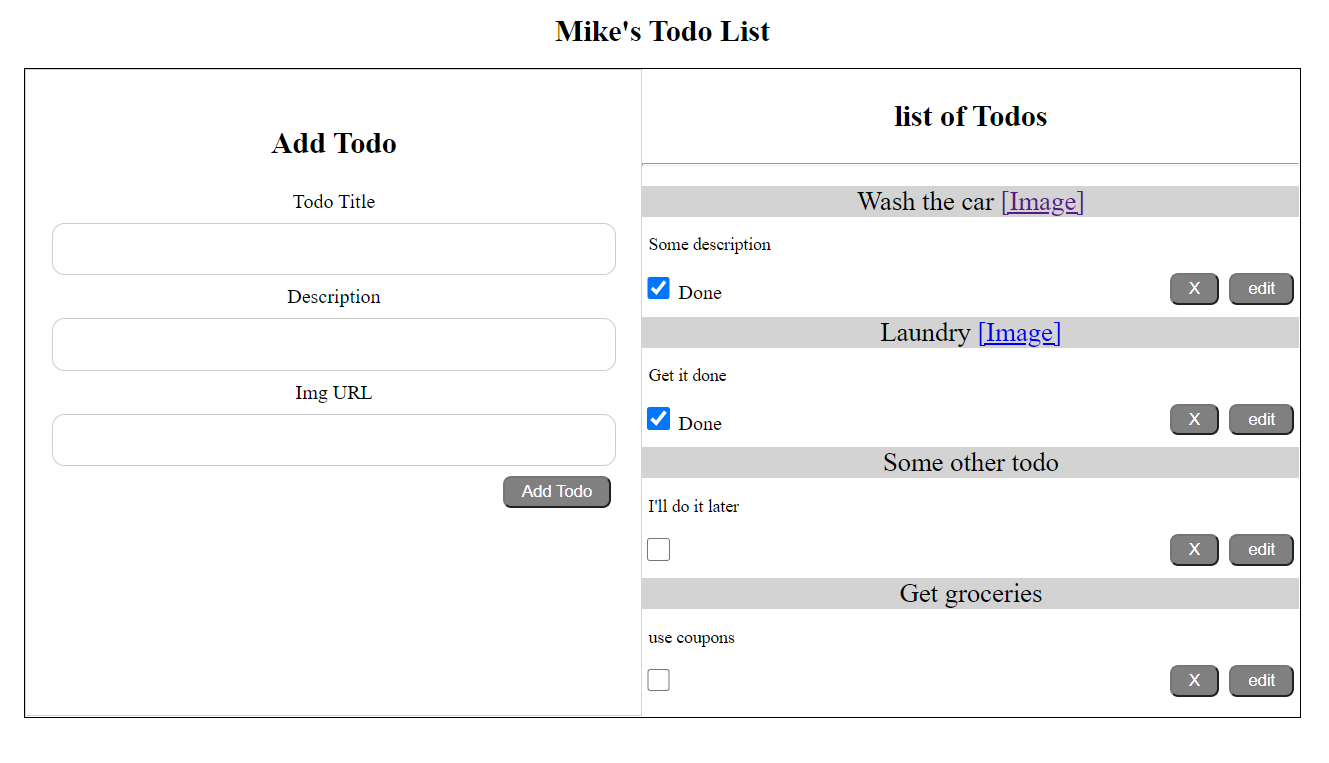 Mike's Todo List
Add Todo
Todo Title
Description
Img URL
Add Todo
list of Todos
Wash the car [Image]
Some description
Done
X
edit
Laundry [Image]
Get it done
Done
X
edit
Some other todo
I'll do it later
X
edit
Get groceries
use coupons
X
edit